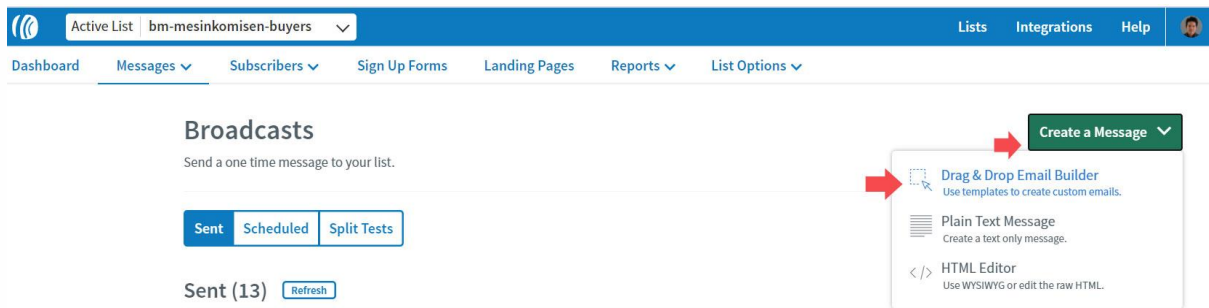 Active List bm-mesinkomisen-buyers Lists Integrations Help
Dashboard Messages Subscribers Sign Up Forms Landing Pages Reports List Options
Broadcasts
Create a Message
Send a one time message to your list.
Drag & Drop Email Builder
Use templates to create custom emails.
Sent Scheduled Split Tests
Plain Text Message
Create a text only message.
HTML Editor
Use WYSIWYG or edit the raw HTML.
Sent (13) Refresh